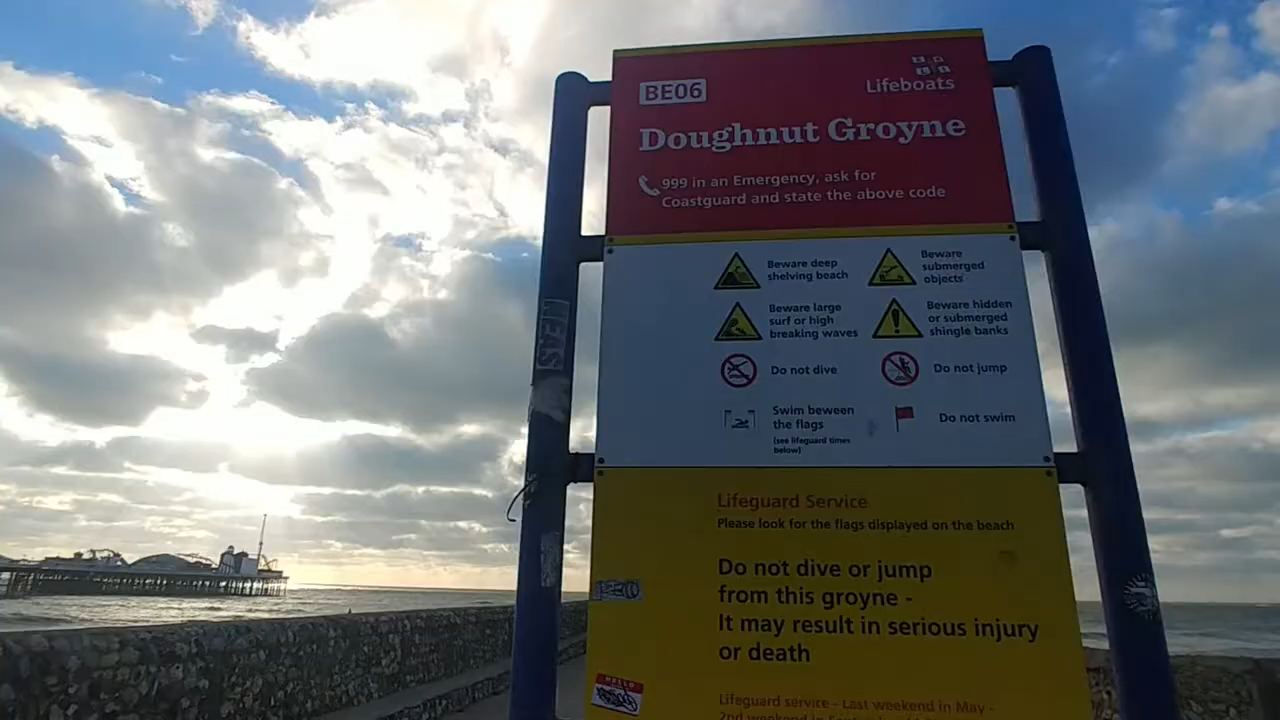 BE06
Lifeboats
Doughnut Groyne
999 in an Emergency, ask for
Coastguard and state the above code
Beware deep
shelving beach
Beware
submerged
objects
Beware large
surf or high
breaking waves
Beware hidden
or submerged
shingle banks
Do not dive
Do not jump
Swim beween
the flags
(see lifeguard times
below)
Do not swim
Lifeguard Service
Please look for the flags displayed on the beach
Do not dive or jump
from this groyne -
It may result in serious injury
or death
HELLO
Lifeguard service - Last weekend in May -
2nd weekend in